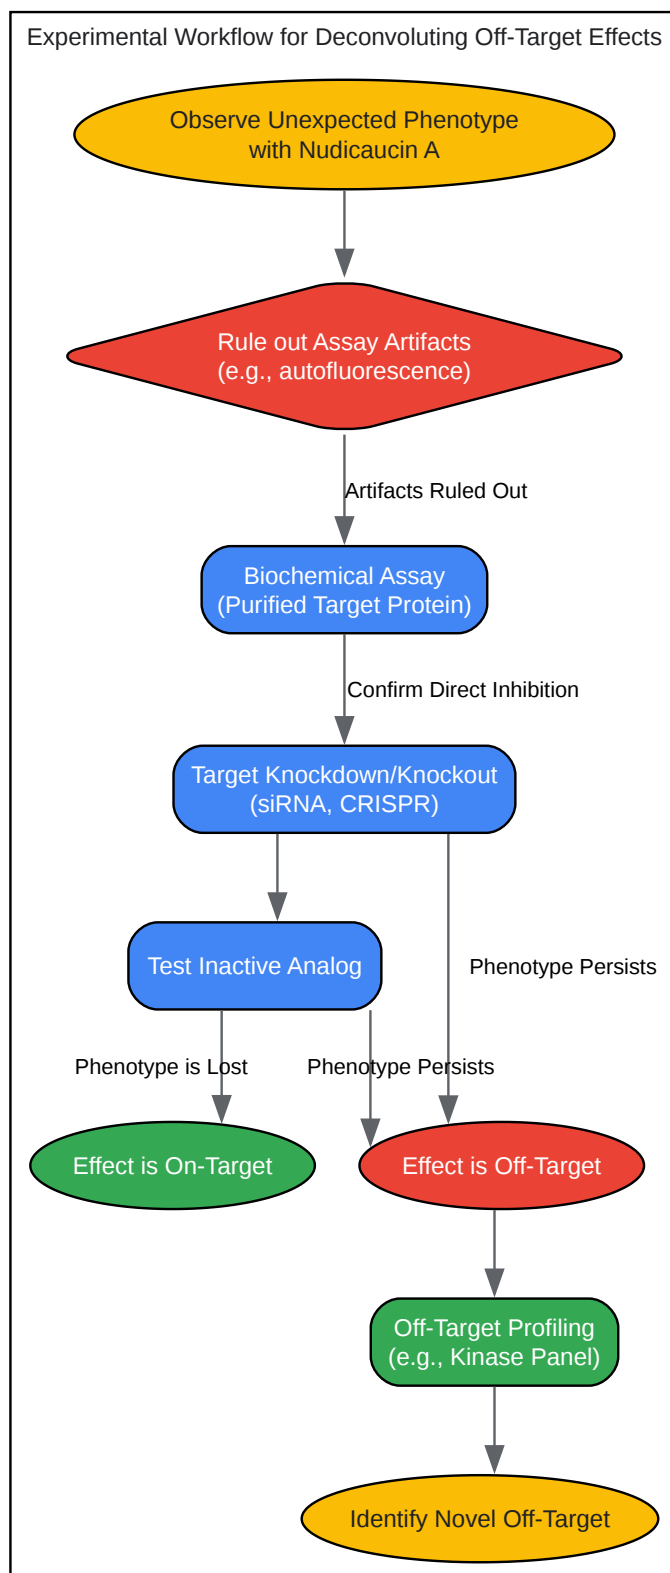 Experimental Workflow for Deconvoluting Off-Target Effects
Observe Unexpected Phenotype
with Nudicaucin A
Rule out Assay Artifacts
(e.g., autofluorescence)
Artifacts Ruled Out
Biochemical Assay
(Purified Target Protein)
Confirm Direct Inhibition
Target Knockdown/Knockout
(siRNA, CRISPR)
Test Inactive Analog
Phenotype Persists
Phenotype is Lost
Phenotype Persists
Effect is On-Target
Effect is Off-Target
Off-Target Profiling
(e.g., Kinase Panel)
Identify Novel Off-Target